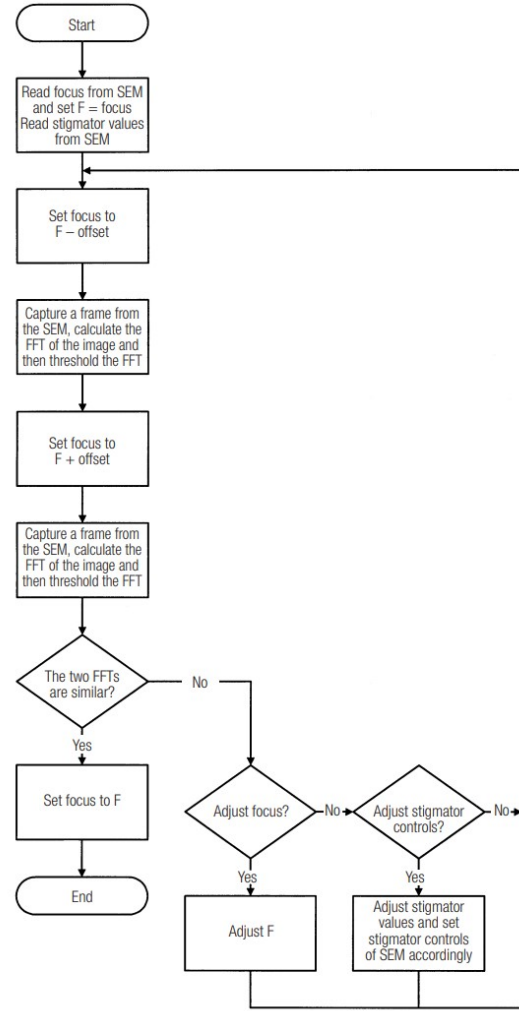 Start
Read focus from SEM
and set F = focus
Read stigmator values
from SEM
Set focus to
F – offset
Capture a frame from
the SEM, calculate the
FFT of the image and
then threshold the FFT
Set focus to
F + offset
Capture a frame from
the SEM, calculate the
FFT of the image and
then threshold the FFT
The two FFTs
are similar?
No
Yes
Set focus to F
End
Adjust focus?
No
Adjust stigmator
controls?
No
Yes
Adjust F
Yes
Adjust stigmator
values and set
stigmator controls
of SEM accordingly